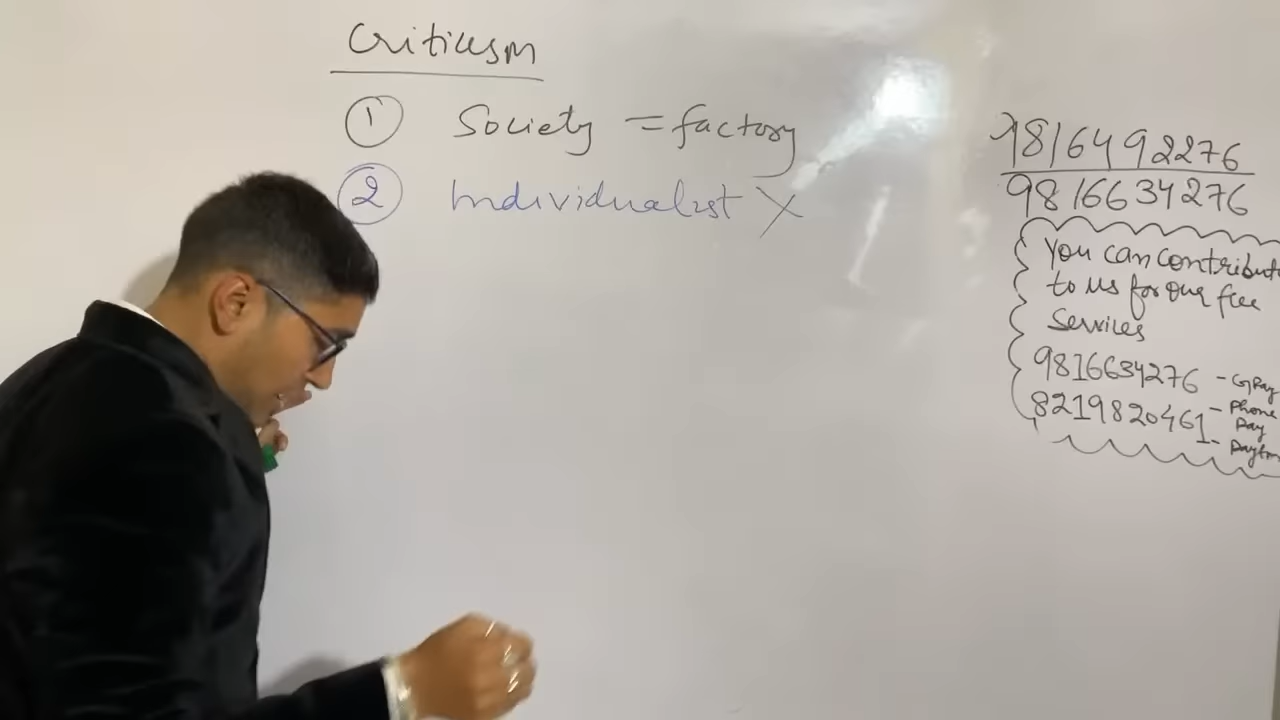 Criticism
1 Society = factory
2 Individualist X
9816492276
9816634276
You can contribut
to us for our free
Services
9816634276 - GPay
8219820461 - Phone
Pay
- Paytm